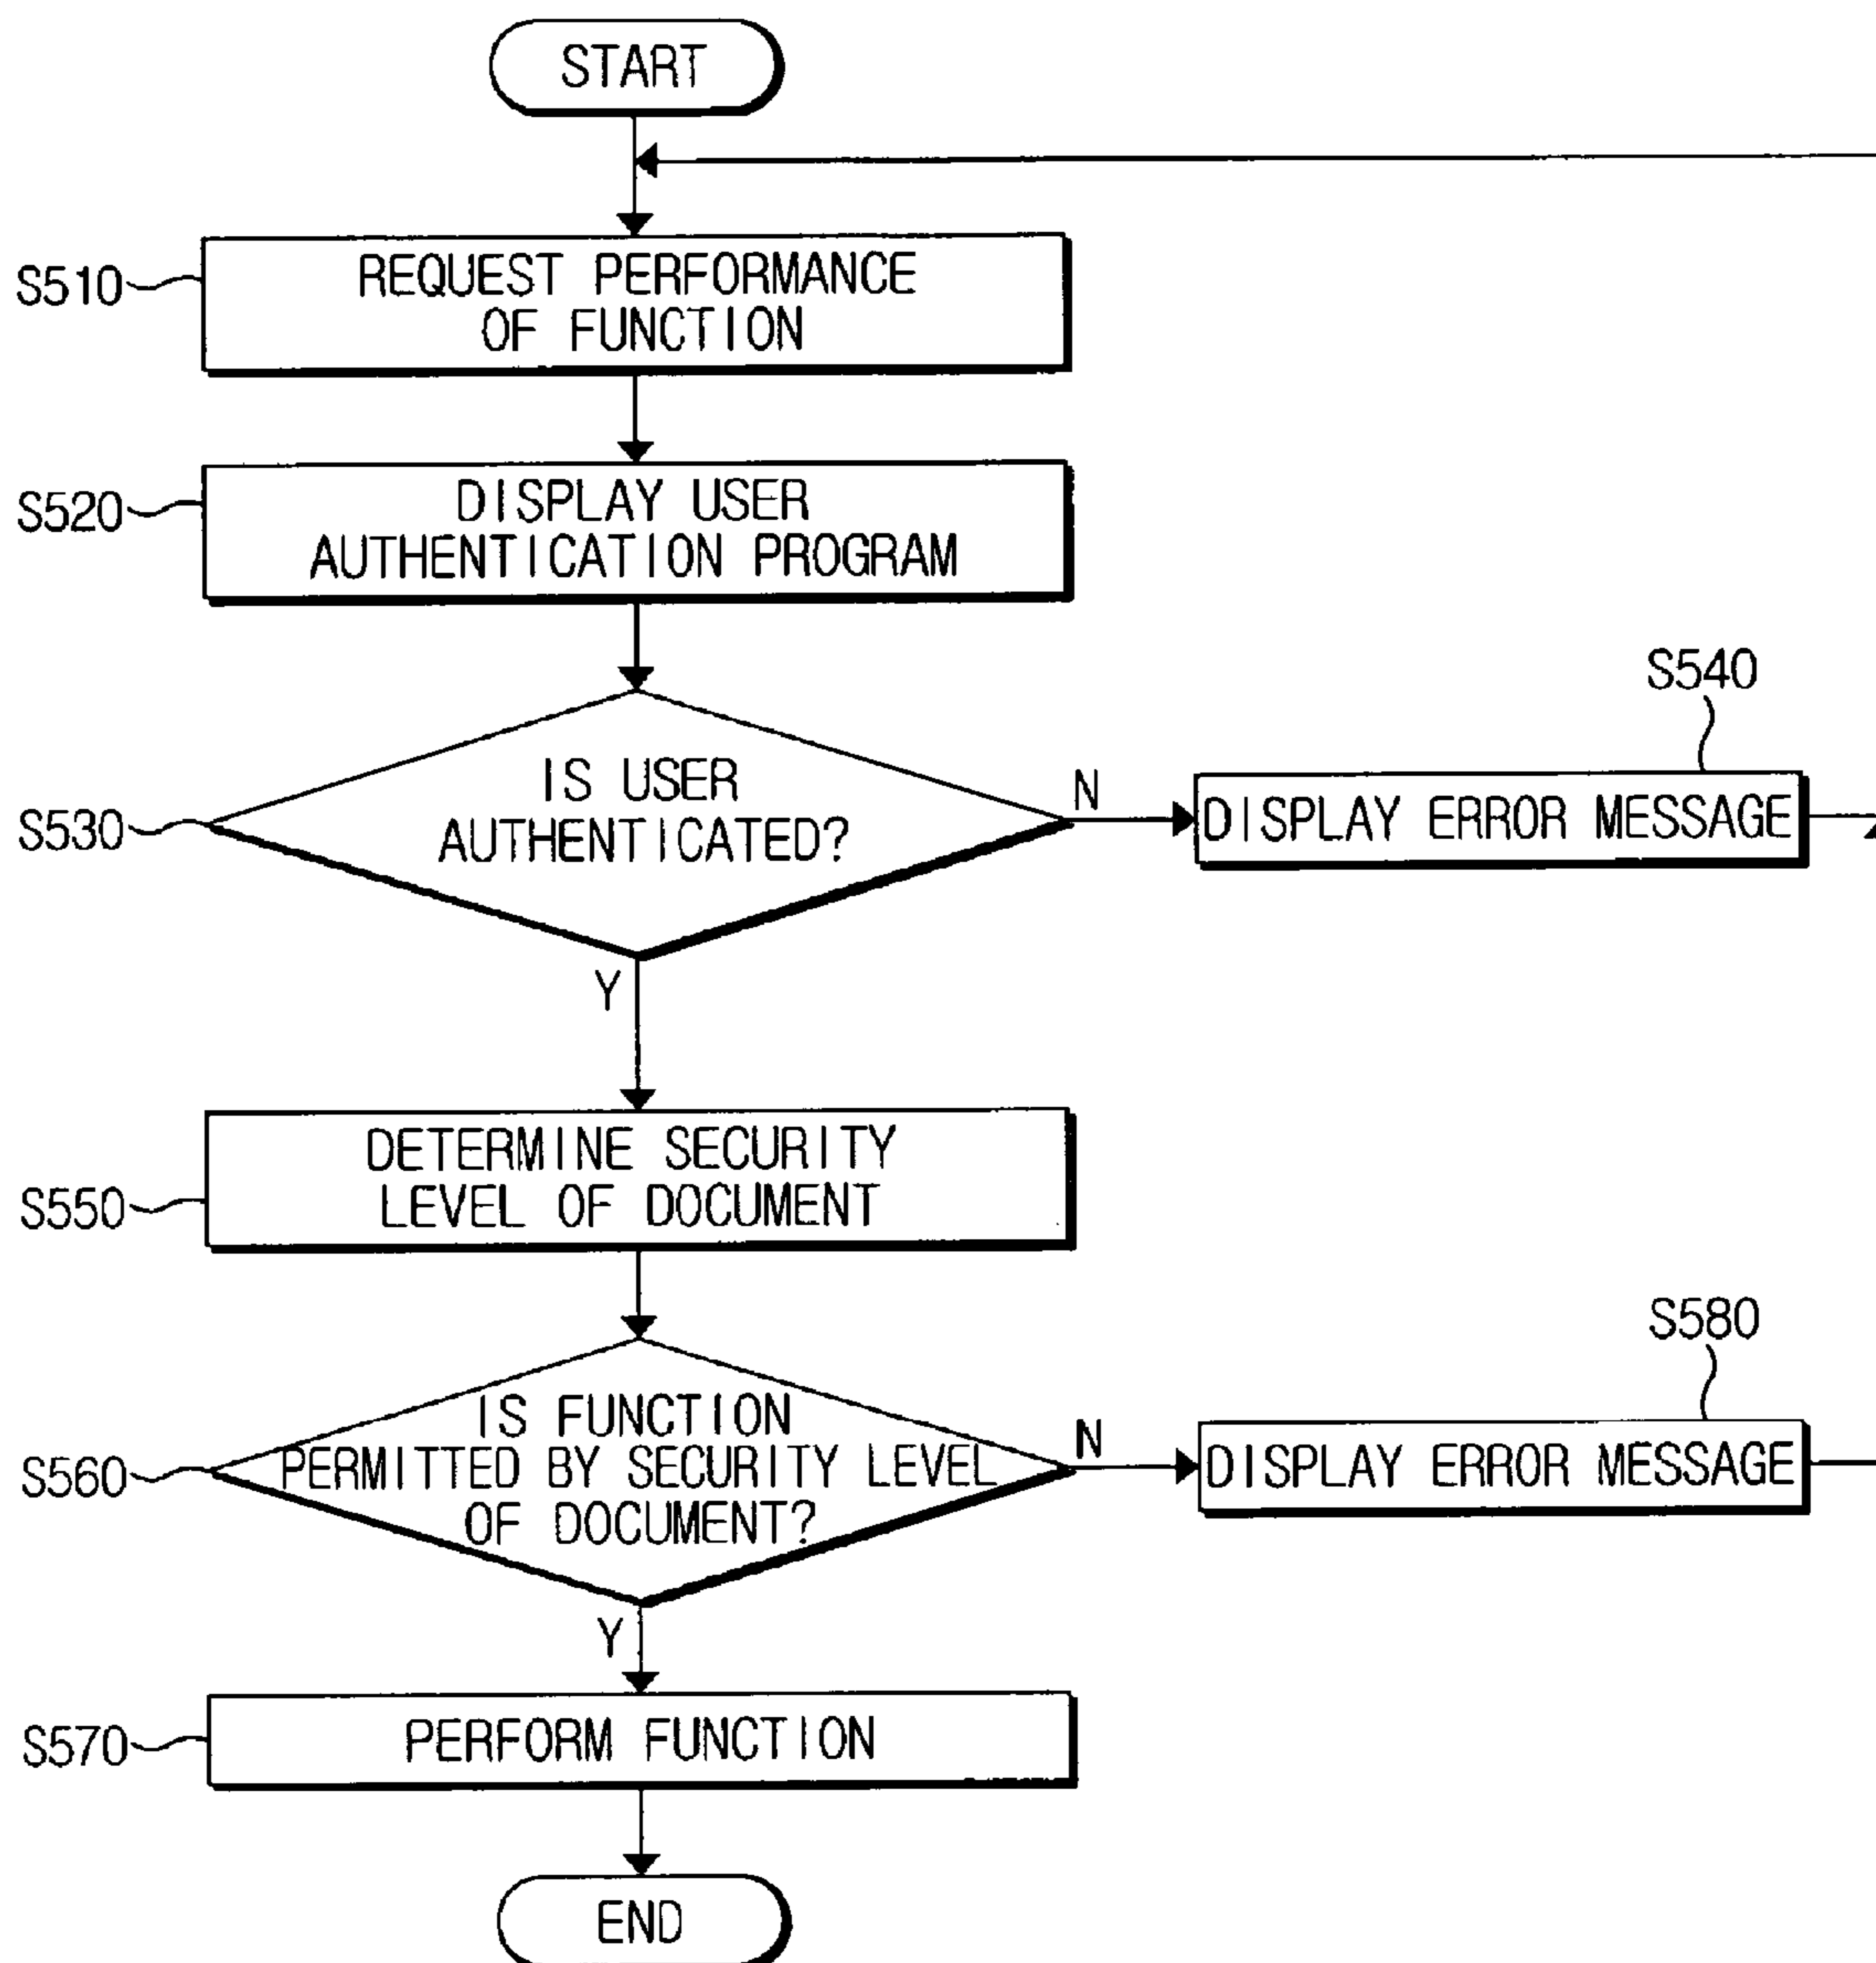 START
S510
REQUEST PERFORMANCE
OF FUNCTION
S520
DISPLAY USER
AUTHENTICATION PROGRAM
S530
IS USER
AUTHENTICATED?
N
S540
DISPLAY ERROR MESSAGE
Y
S550
DETERMINE SECURITY
LEVEL OF DOCUMENT
S560
IS FUNCTION
PERMITTED BY SECURITY LEVEL
OF DOCUMENT?
N
S580
DISPLAY ERROR MESSAGE
Y
S570
PERFORM FUNCTION
END